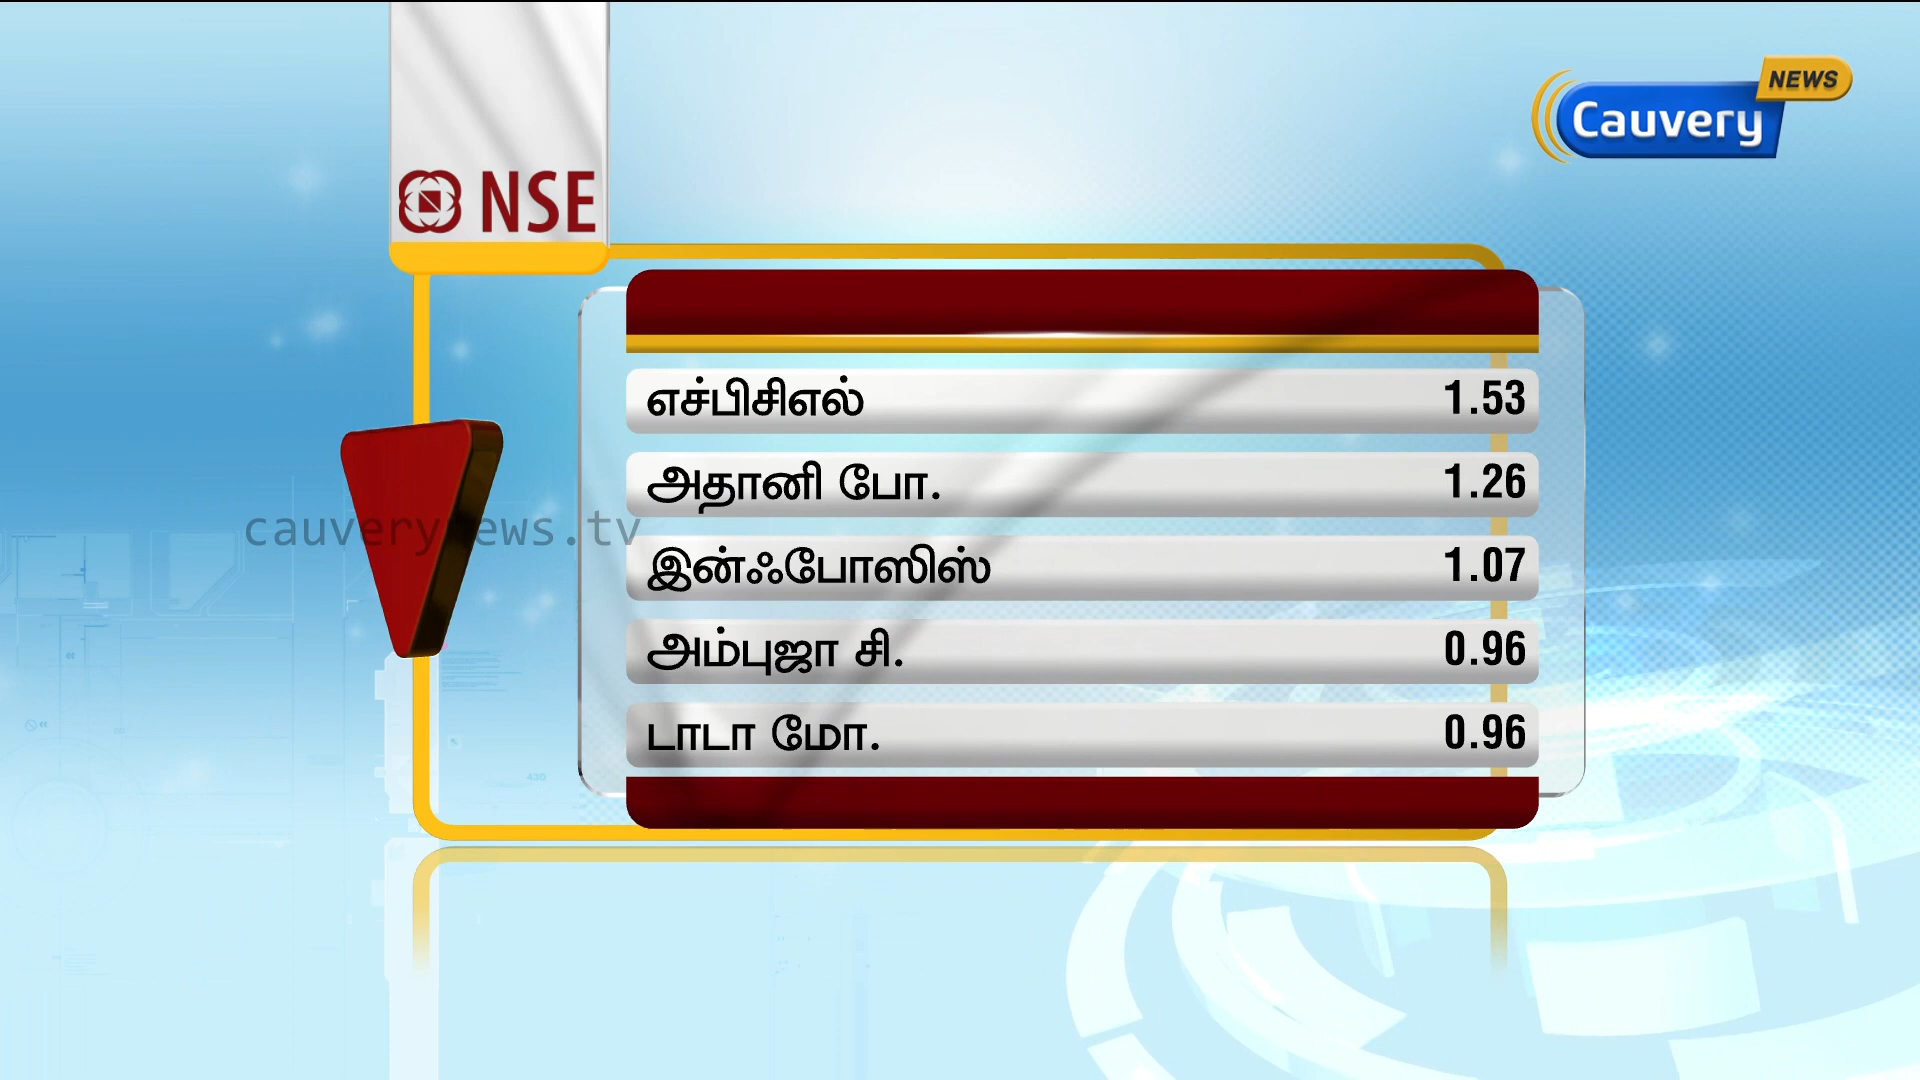 NEWS
Cauvery
NSE
எச்பிசிஎல் 1.53
அதானி போ. 1.26
cauverynews.tv
இன்ஃபோஸிஸ் 1.07
அம்புஜா சி. 0.96
டாடா மோ. 0.96